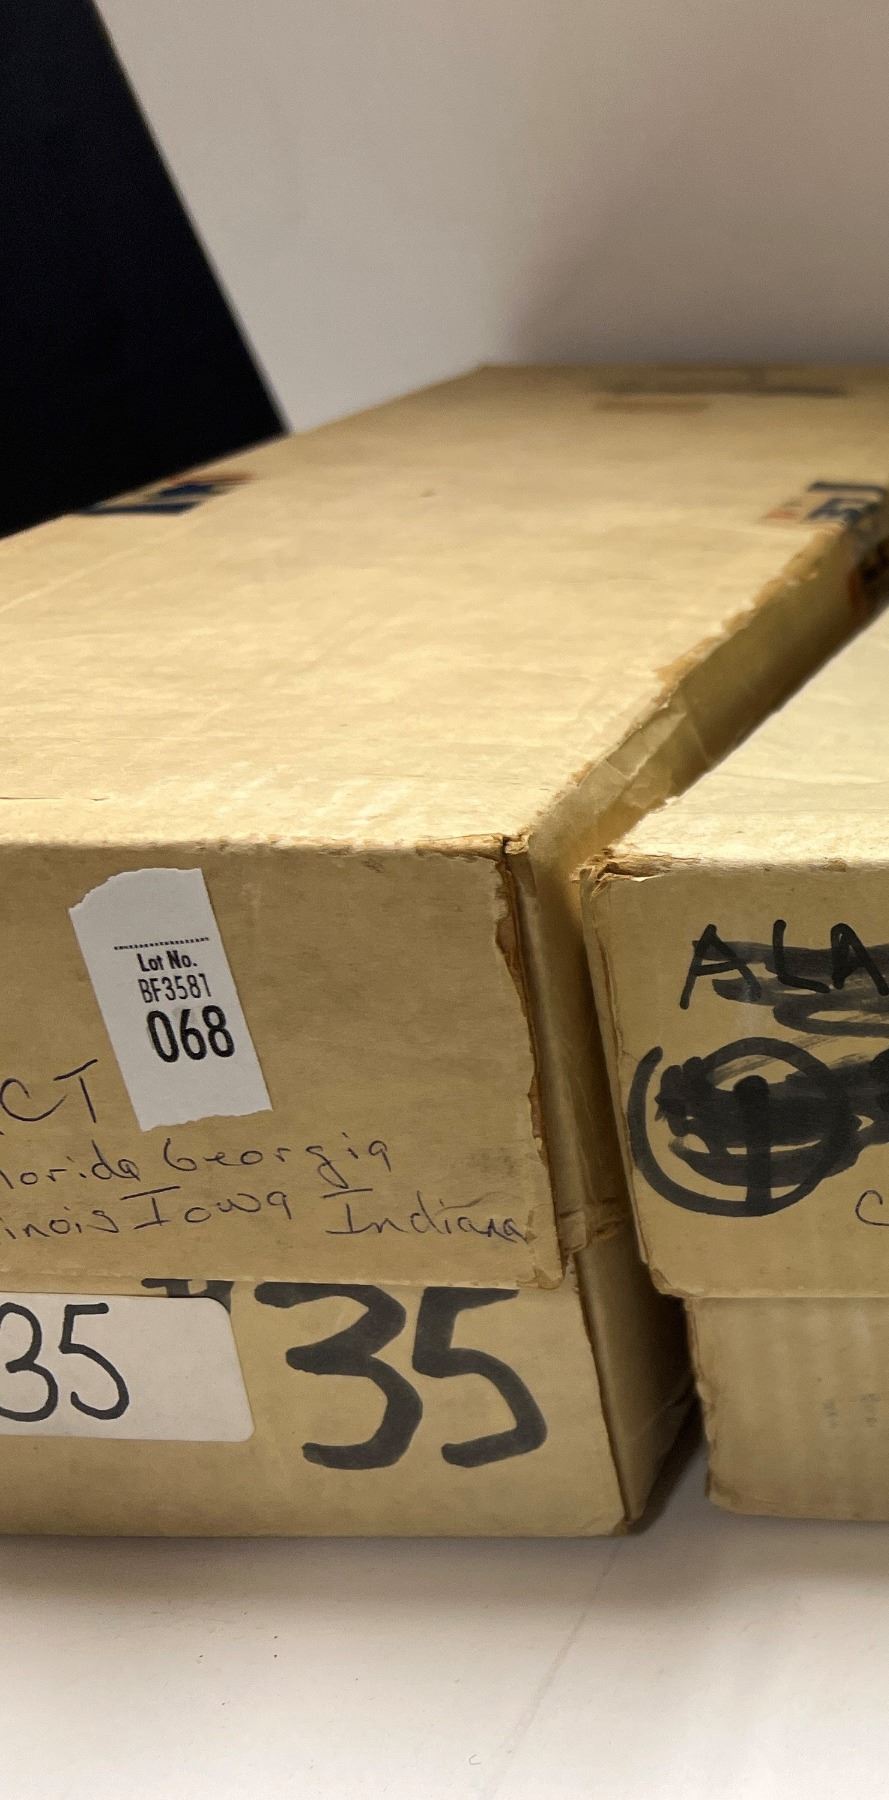 Lot No.
BF3581
068
CT
lorida Georgia
inois Iowa Indiana
35
35
ALA
C